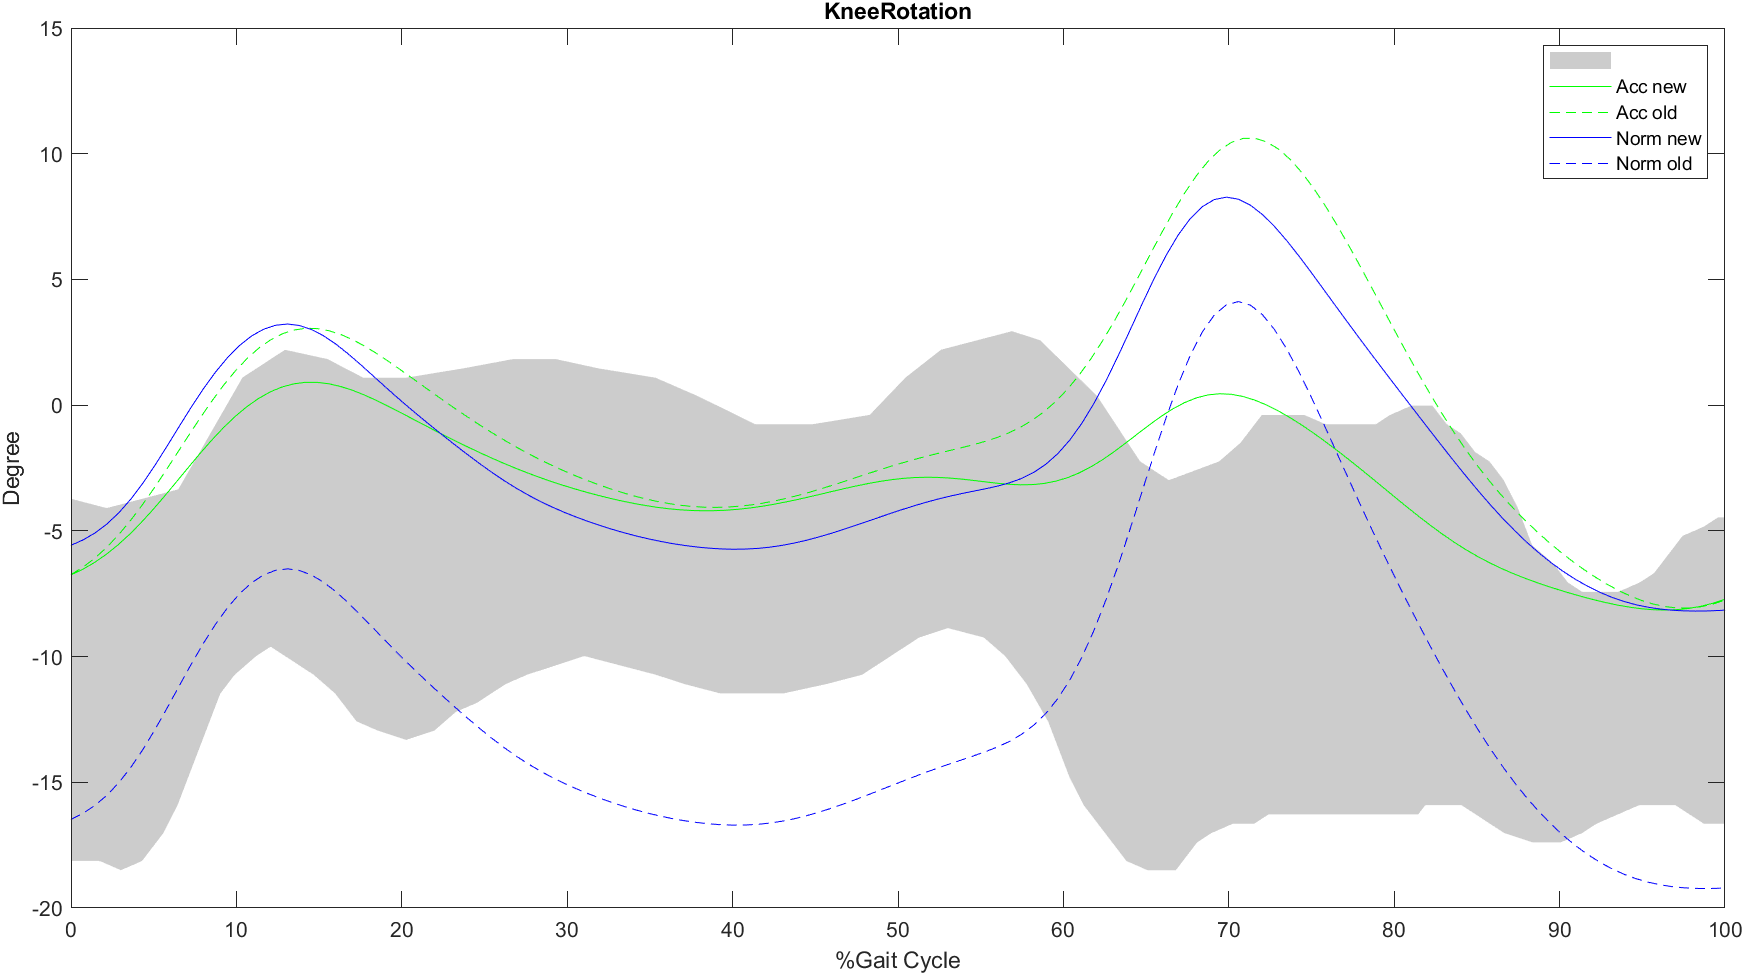 KneeRotation
15
10
5
0
-5
-10
-15
-20
Degree
Acc new
Acc old
Norm new
Norm old
0 10 20 30 40 50 60 70 80 90 100
%Gait Cycle